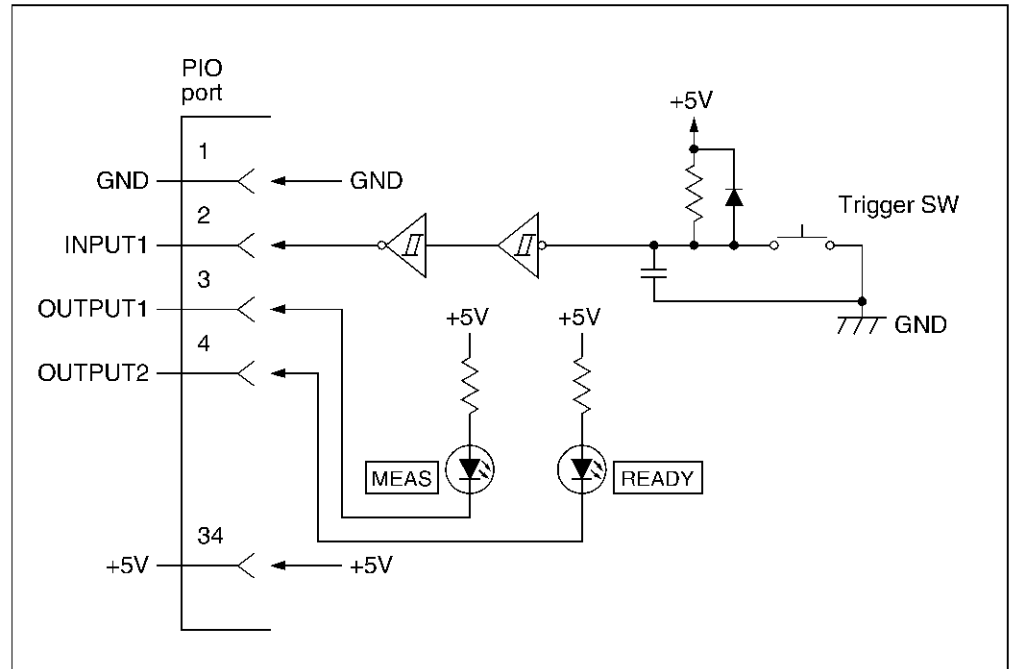 PIO
port
+5V
1
GND
GND
2
Trigger SW
INPUT1
3
OUTPUT1
+5V
+5V
GND
4
OUTPUT2
MEAS
READY
34
+5V
+5V